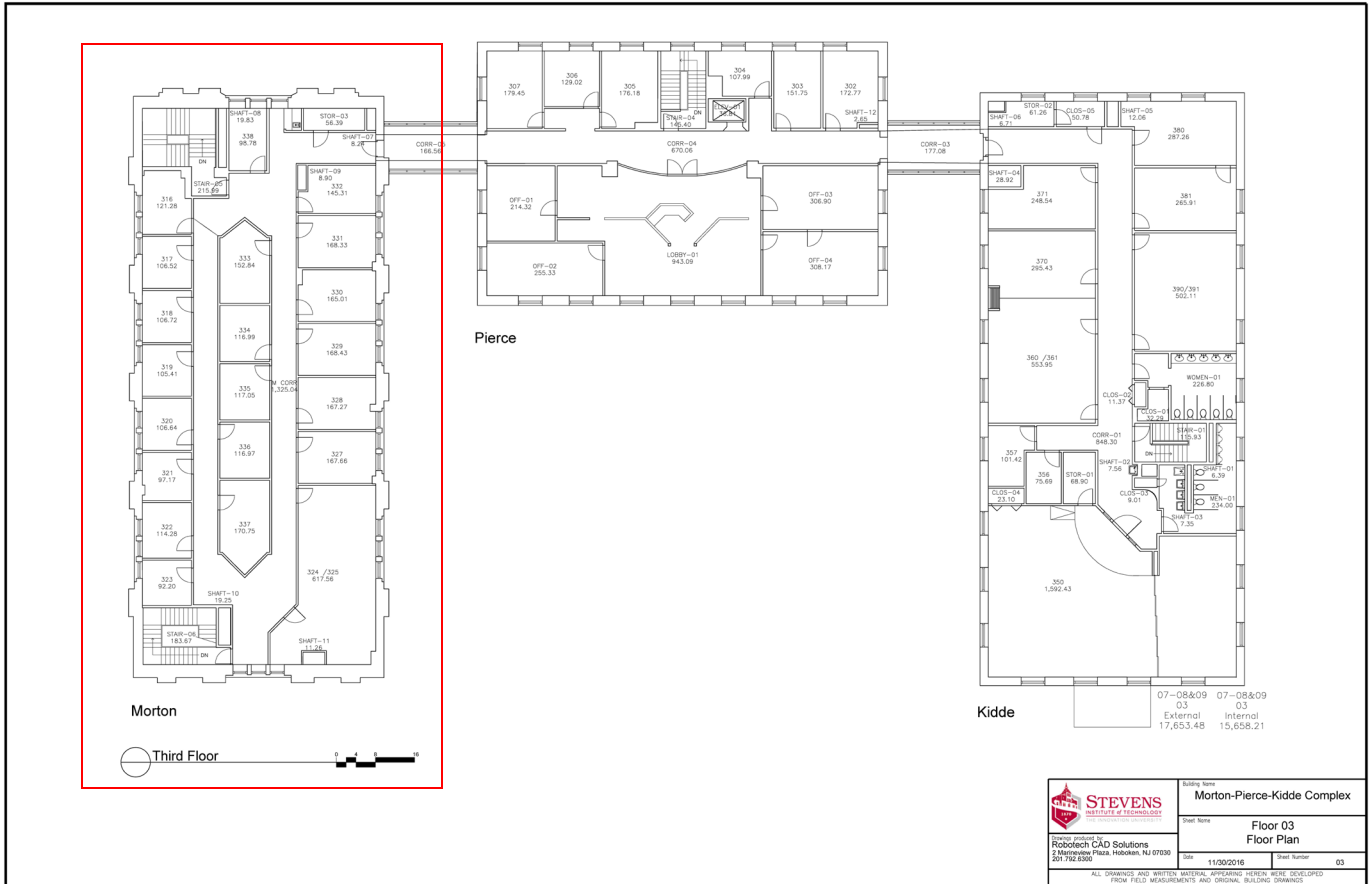 SHAFT-08
19.83
338
98.78
STOR-03
56.39
SHAFT-07
8.24
DN
STAIR-05
SHAFT-09
8.90
332
145.31
316
121.28
331
168.33
317
106.52
333
152.84
330
165.01
318
106.72
334
116.99
329
168.43
319
105.41
335
117.05
M CORR
1,325.04
328
167.27
320
106.64
336
116.97
327
167.66
321
97.17
337
170.75
322
114.28
324 /325
617.56
323
92.20
SHAFT-10
19.25
STAIR-06
183.67
DN
SHAFT-11
11.26
Morton
Third Floor
0 4 8 16
307
179.45
306
129.02
305
176.18
304
107.99
303
151.75
302
172.77
ELEV-01
DN
STAIR-04
145.40
SHAFT-12
2.65
CORR-05
166.56
CORR-04
670.06
CORR-03
177.08
OFF-01
214.32
OFF-03
306.90
OFF-02
255.33
LOBBY-01
943.09
OFF-04
308.17
Pierce
STOR-02
61.26
CLOS-05
50.78
SHAFT-05
12.06
SHAFT-06
6.71
380
287.26
SHAFT-04
28.92
371
248.54
381
265.91
370
295.43
390/391
502.11
360 /361
553.95
WOMEN-01
226.80
CLOS-02
11.37
CLOS-01
32.29
CORR-01
848.30
STAIR-01
115.93
DN
357
101.42
356
75.69
STOR-01
68.90
SHAFT-02
7.56
SHAFT-01
6.39
CLOS-04
23.10
CLOS-03
9.01
MEN-01
234.00
SHAFT-03
7.35
350
1,592.43
Kidde
07-08&09
03
External
17,653.48
07-08&09
03
Internal
15,658.21
1870
STEVENS
INSTITUTE of TECHNOLOGY
THE INNOVATION UNIVERSITY
Drawings produced by:
Robotech CAD Solutions
2 Marineview Plaza, Hoboken, NJ 07030
201.792.6300
Building Name
Morton-Pierce-Kidde Complex
Sheet Name
Floor 03
Floor Plan
Date
11/30/2016
Sheet Number
03
ALL DRAWINGS AND WRITTEN MATERIAL APPEARING HEREIN WERE DEVELOPED
FROM FIELD MEASUREMENTS AND ORIGINAL BUILDING DRAWINGS